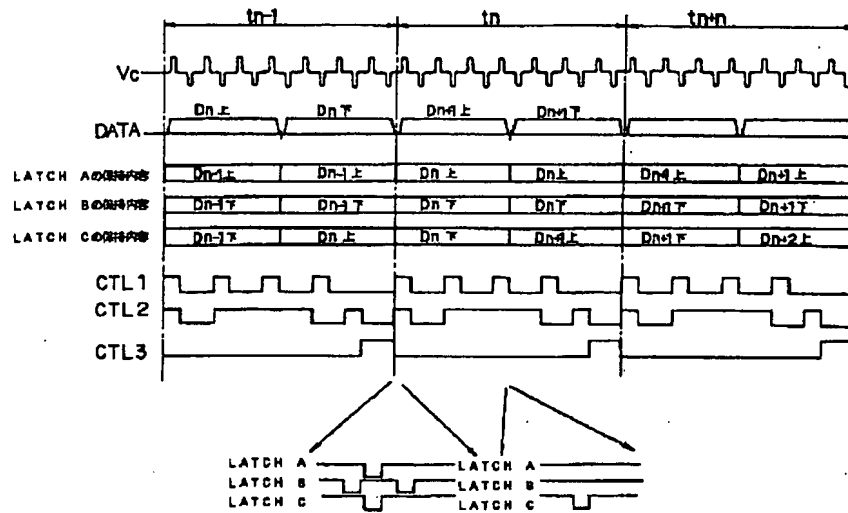 tn-1 tn tn+n
Vc
DATA Dn上 Dn下 Dn+1上 Dn+1下
LATCH Aの保持内容 Dn-1上 Dn-1上 Dn上 Dn上 Dn+1上 Dn+1上
LATCH Bの保持内容 Dn-1下 Dn-1下 Dn下 Dn下 Dn+1下 Dn+1下
LATCH Cの保持内容 Dn-1下 Dn上 Dn下 Dn+1上 Dn+1下 Dn+2上
CTL1
CTL2
CTL3
LATCH A LATCH A
LATCH B LATCH B
LATCH C LATCH C